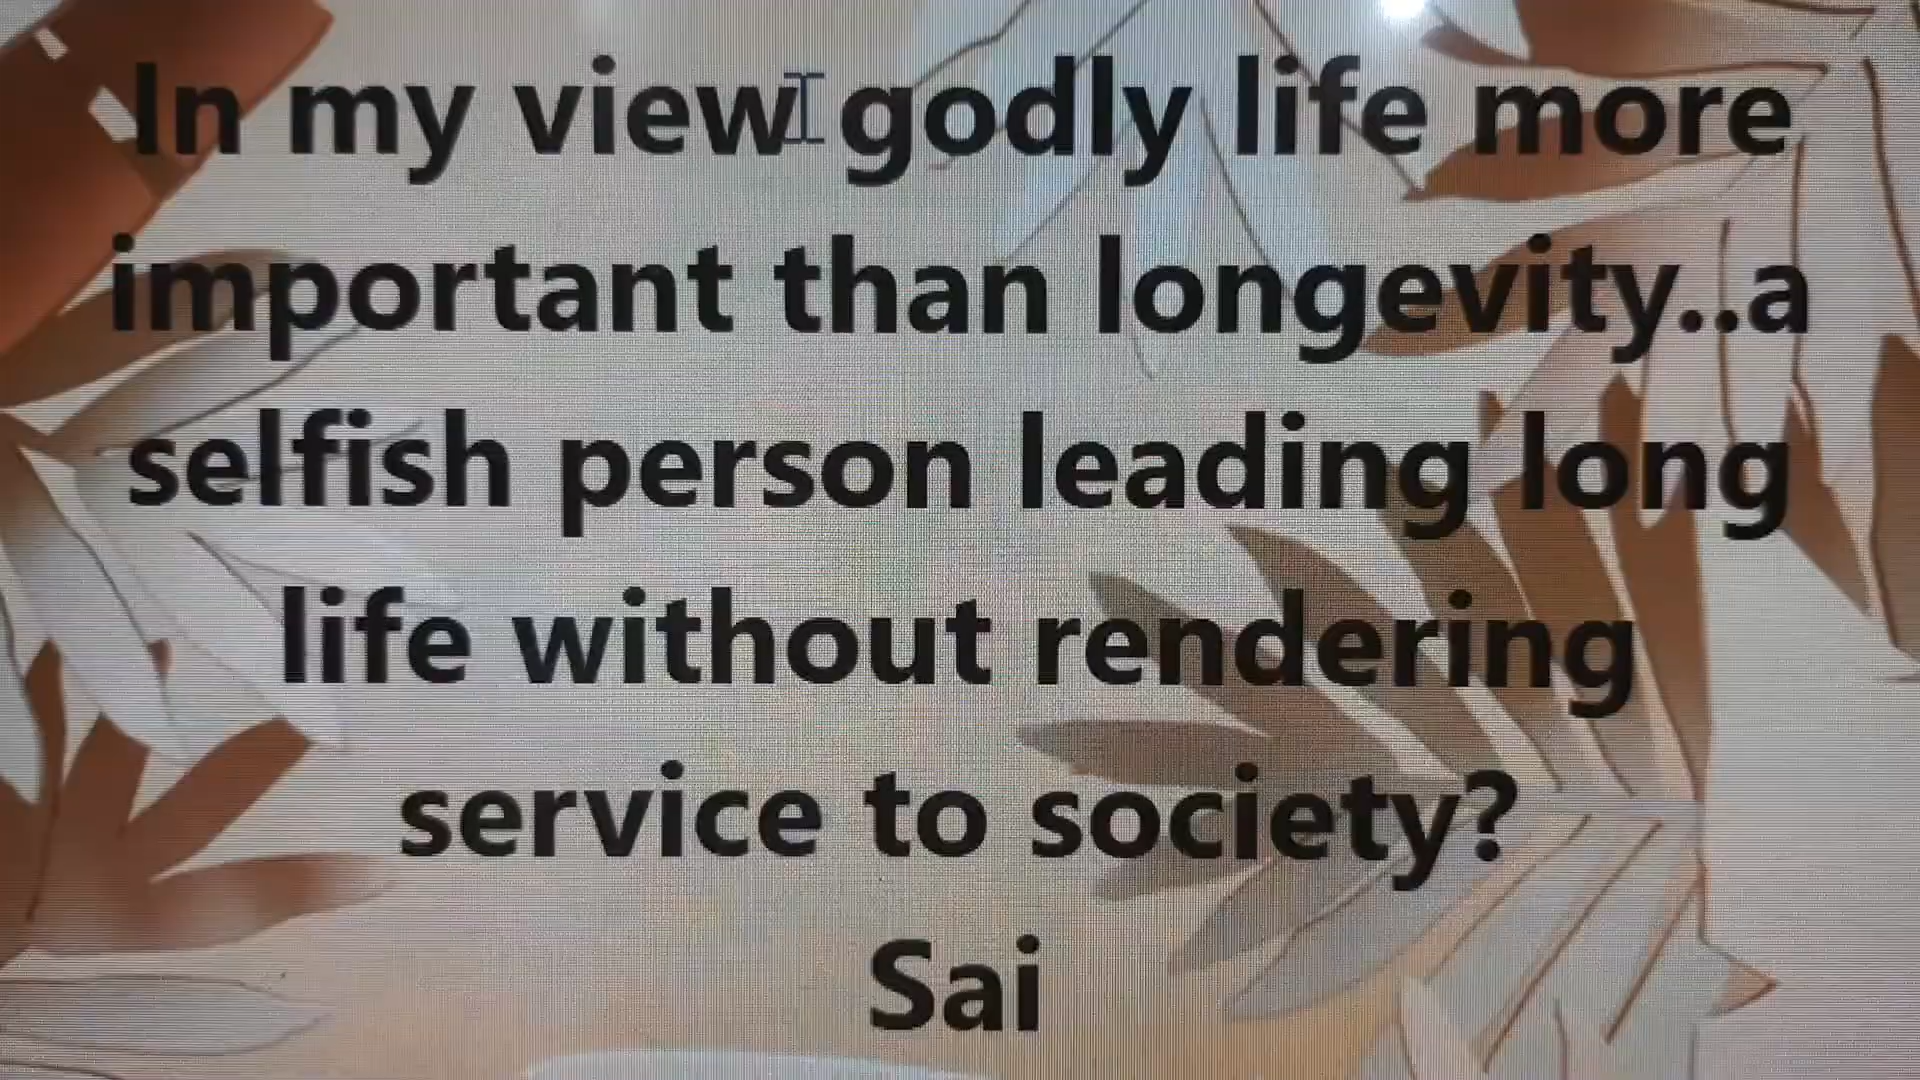 In my view godly life more
important than longevity..a
selfish person leading long
life without rendering
service to society?
Sai